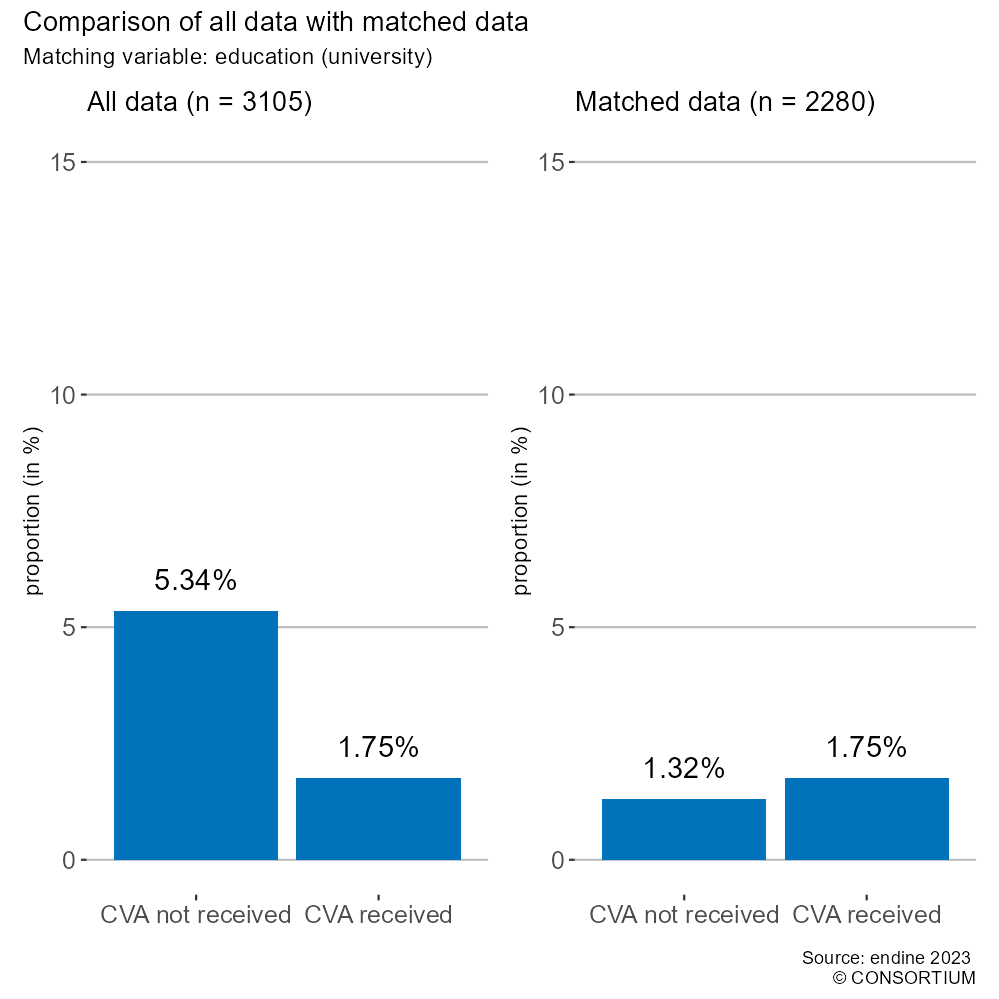 Comparison of all data with matched data
Matching variable: education (university)
All data (n = 3105)
15
10
5
0
proportion (in %)
5.34%
1.75%
CVA not received
CVA received
Matched data (n = 2280)
15
10
5
0
proportion (in %)
1.32%
1.75%
CVA not received
CVA received
Source: endine 2023
© CONSORTIUM